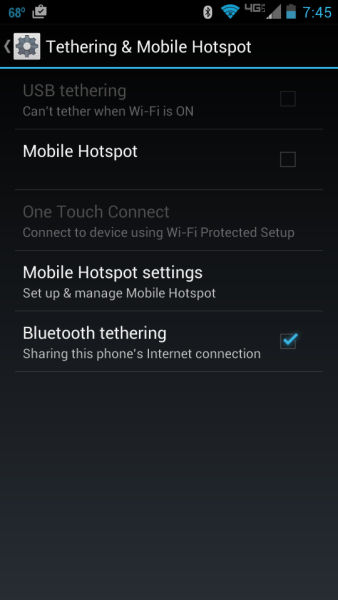 68° 4G 7:45
Tethering & Mobile Hotspot
USB tethering
Can't tether when Wi-Fi is ON
Mobile Hotspot
One Touch Connect
Connect to device using Wi-Fi Protected Setup
Mobile Hotspot settings
Set up & manage Mobile Hotspot
Bluetooth tethering
Sharing this phone's Internet connection